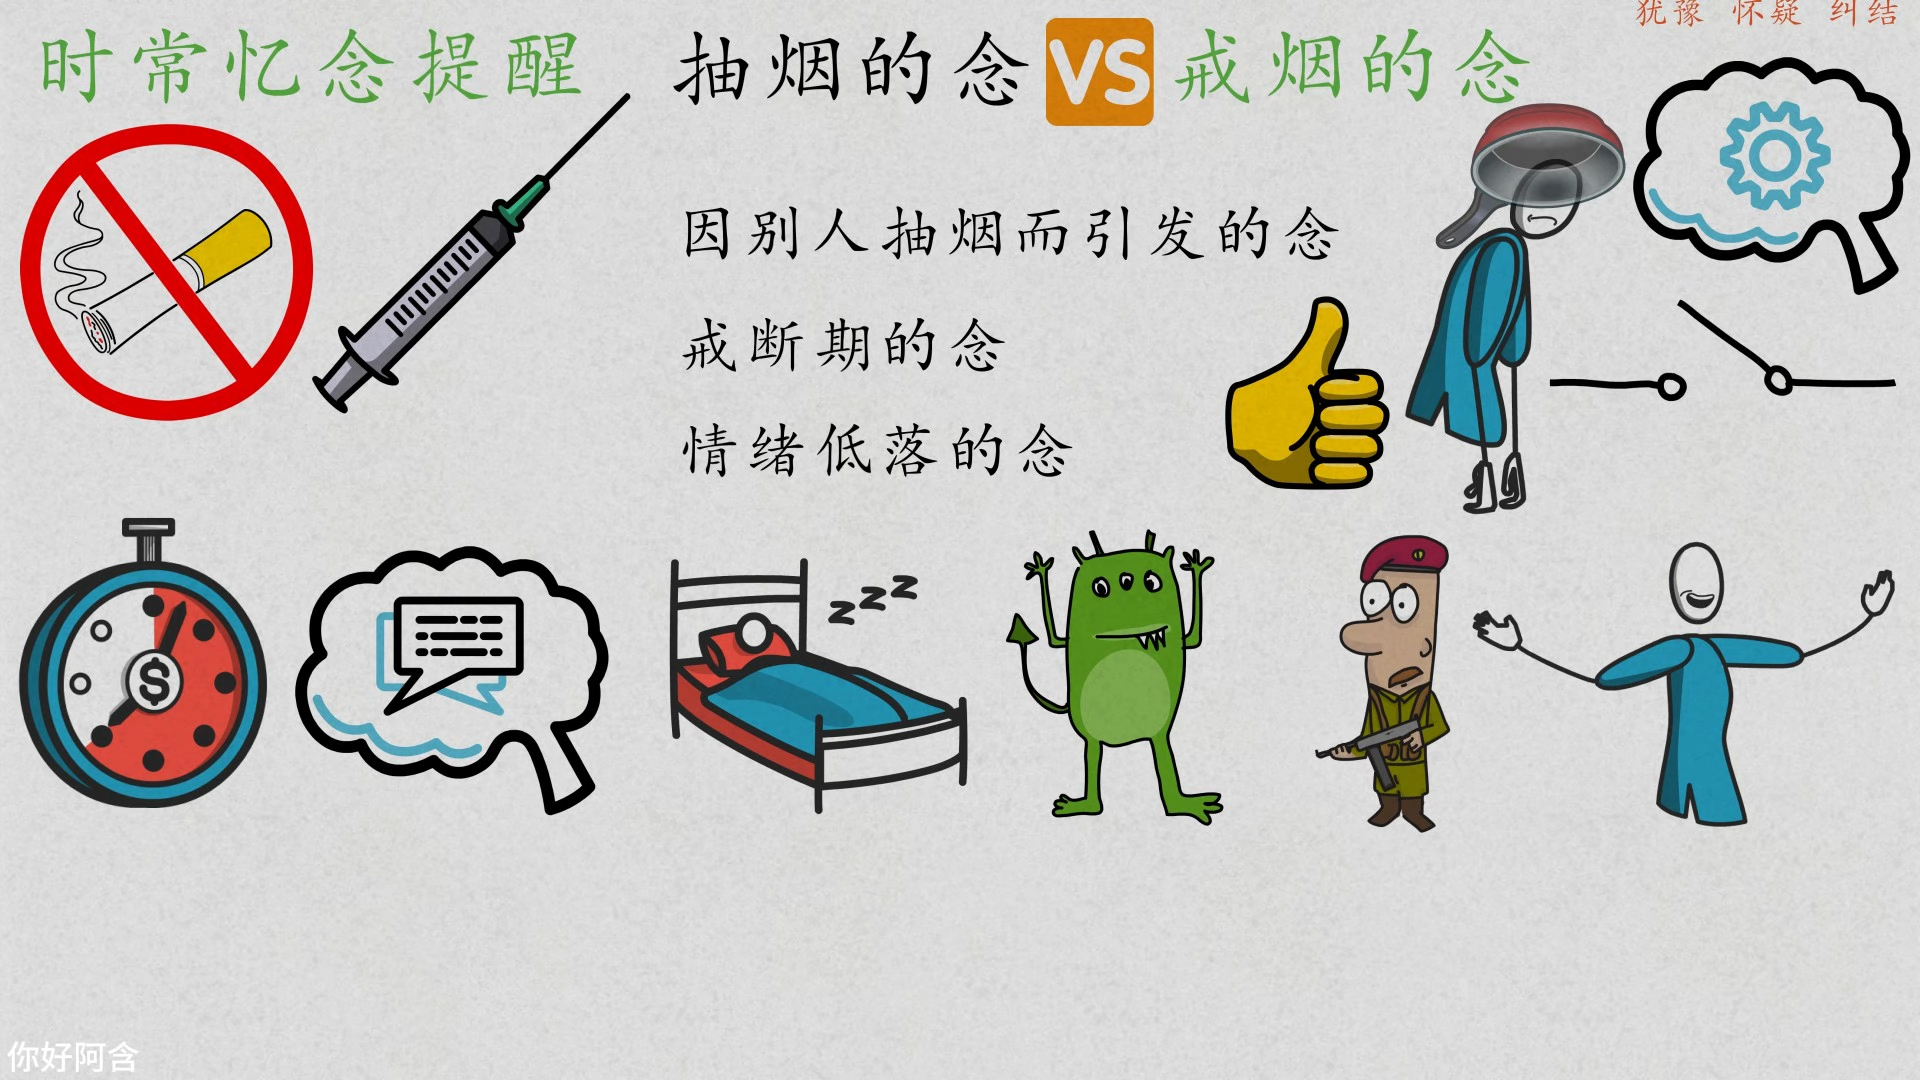 犹豫 怀疑 纠结
时常忆念提醒
抽烟的念 VS 戒烟的念
因别人抽烟而引发的念
戒断期的念
情绪低落的念
$
zzz
你好阿含